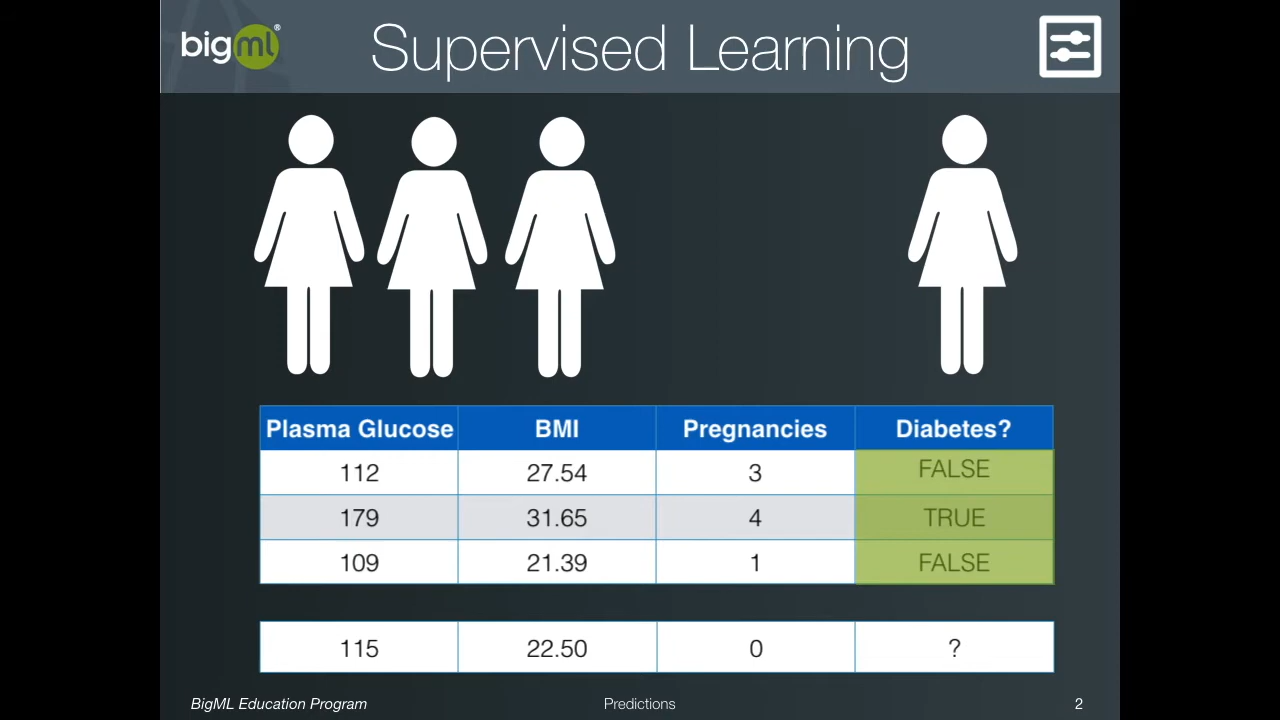 bigml®
Supervised Learning
Plasma Glucose BMI Pregnancies Diabetes?
112 27.54 3 FALSE
179 31.65 4 TRUE
109 21.39 1 FALSE
115 22.50 0 ?
BigML Education Program Predictions 2